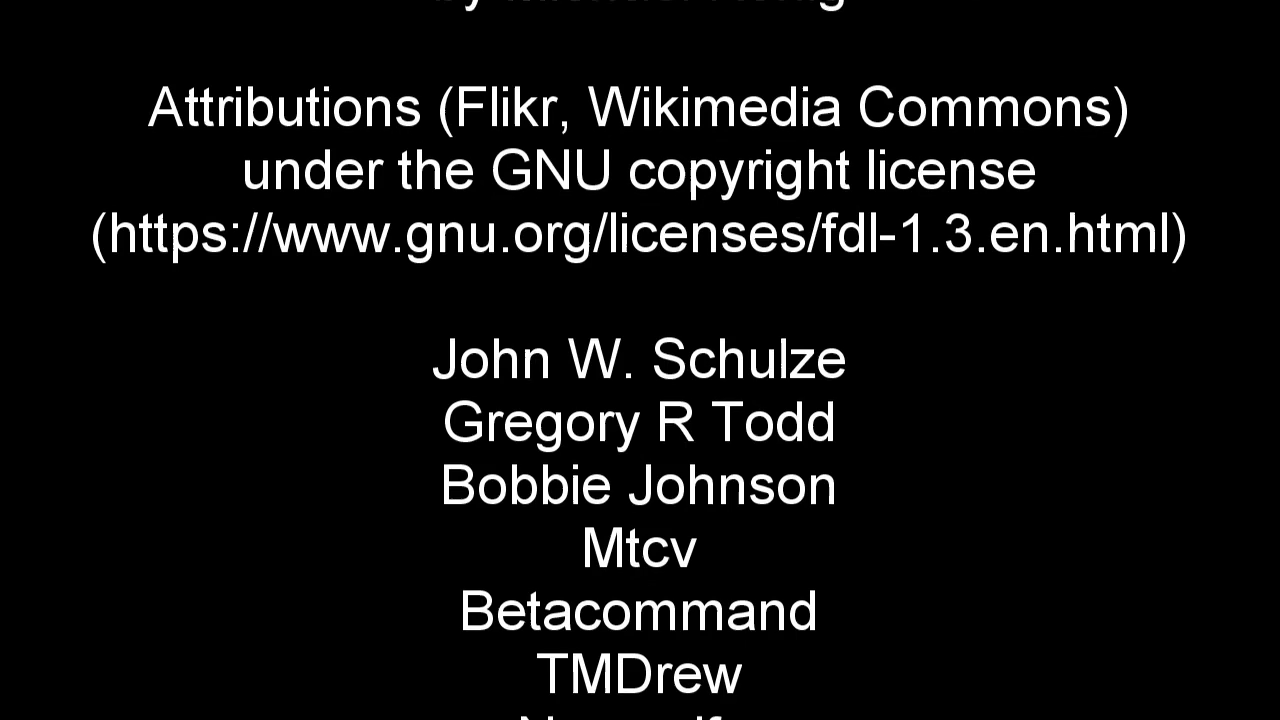 by
Attributions (Flikr, Wikimedia Commons)
under the GNU copyright license
(https://www.gnu.org/licenses/fdl-1.3.en.html)
John W. Schulze
Gregory R Todd
Bobbie Johnson
Mtcv
Betacommand
TMDrew